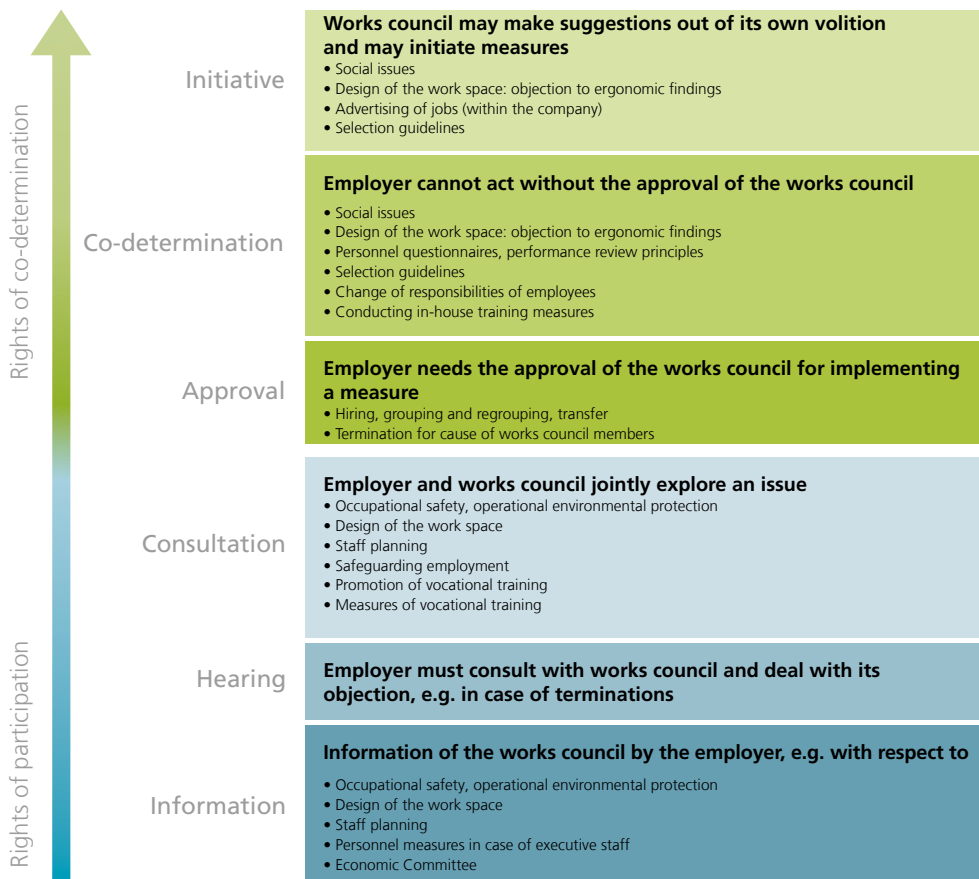 Rights of co-determination
Rights of participation
Initiative
Works council may make suggestions out of its own volition
and may initiate measures
• Social issues
• Design of the work space: objection to ergonomic findings
• Advertising of jobs (within the company)
• Selection guidelines
Co-determination
Employer cannot act without the approval of the works council
• Social issues
• Design of the work space: objection to ergonomic findings
• Personnel questionnaires, performance review principles
• Selection guidelines
• Change of responsibilities of employees
• Conducting in-house training measures
Approval
Employer needs the approval of the works council for implementing
a measure
• Hiring, grouping and regrouping, transfer
• Termination for cause of works council members
Consultation
Employer and works council jointly explore an issue
• Occupational safety, operational environmental protection
• Design of the work space
• Staff planning
• Safeguarding employment
• Promotion of vocational training
• Measures of vocational training
Hearing
Employer must consult with works council and deal with its
objection, e.g. in case of terminations
Information
Information of the works council by the employer, e.g. with respect to
• Occupational safety, operational environmental protection
• Design of the work space
• Staff planning
• Personnel measures in case of executive staff
• Economic Committee